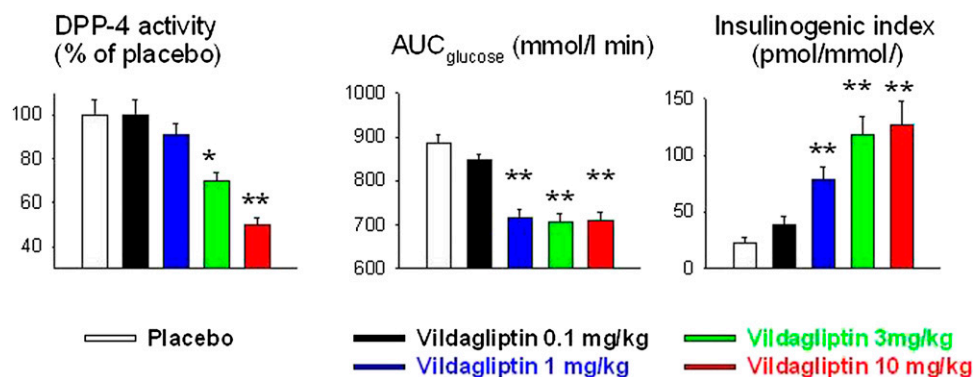 DPP-4 activity
(% of placebo)
100
80
60
40
*
**
AUCglucose (mmol/l min)
1000
900
800
700
600
**
**
**
Insulinogenic index
(pmol/mmol/)
150
100
50
0
**
**
**
Placebo
Vildagliptin 0.1 mg/kg
Vildagliptin 1 mg/kg
Vildagliptin 3mg/kg
Vildagliptin 10 mg/kg